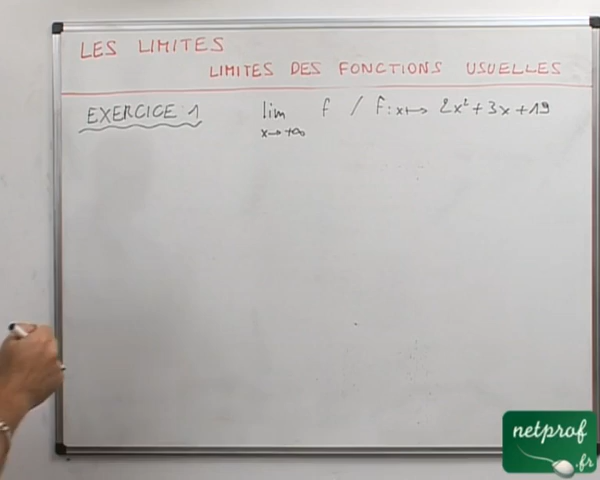 LES LIMITES
LIMITES DES FONCTIONS USUELLES
EXERCICE 1 lim f / f: x ↦ 2x² + 3x + 19
x→+∞
netprof
.fr